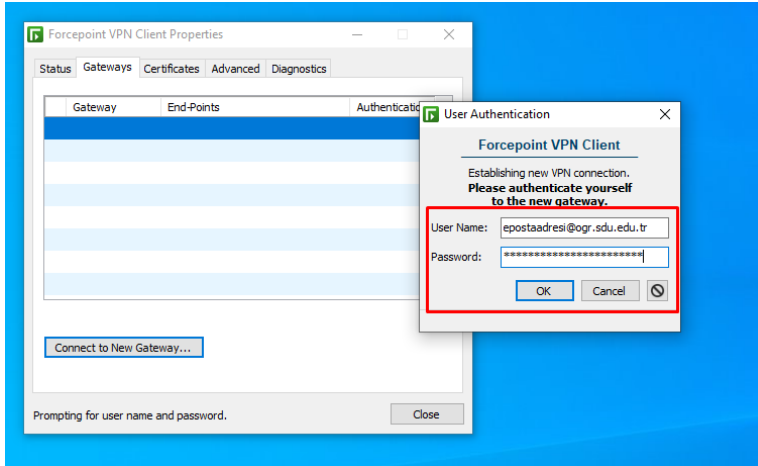 Forcepoint VPN Client Properties
Status Gateways Certificates Advanced Diagnostics
Gateway End-Points Authenticatio
User Authentication
Forcepoint VPN Client
Establishing new VPN connection.
Please authenticate yourself
to the new gateway.
User Name: epostaadresi@ogr.sdu.edu.tr
Password: ***********************
OK Cancel
Connect to New Gateway...
Prompting for user name and password.
Close